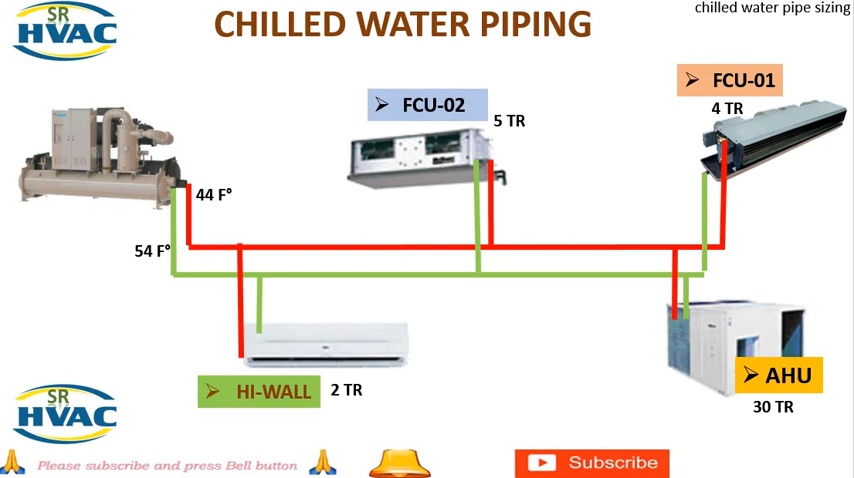 SR
HVAC
CHILLED WATER PIPING
chilled water pipe sizing
➢ FCU-02
5 TR
➢ FCU-01
4 TR
44 F°
54 F°
➢ HI-WALL
2 TR
➢ AHU
30 TR
SR
HVAC
Please subscribe and press Bell button
Subscribe